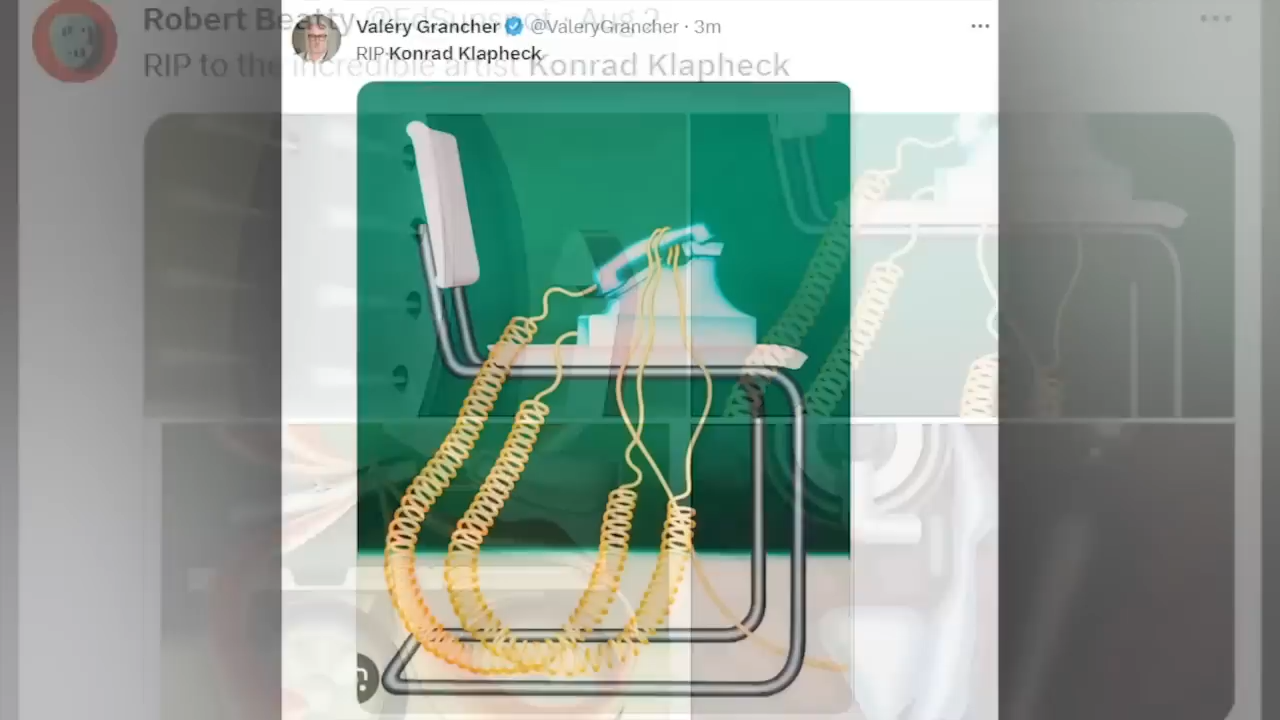 Robert Beatty @EdSunspot · Aug 2
RIP to the incredible artist Konrad Klapheck
Valéry Grancher @ValeryGrancher · 3m
RIP Konrad Klapheck